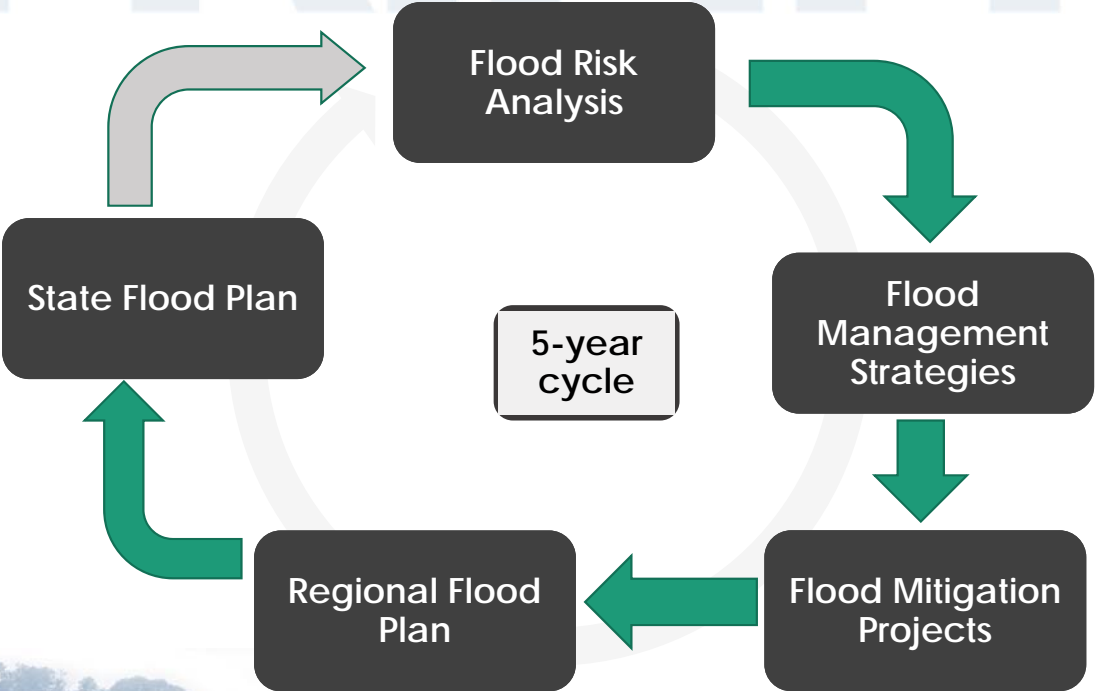 Flood Risk
Analysis
State Flood Plan
Flood
Management
Strategies
5-year
cycle
Regional Flood
Plan
Flood Mitigation
Projects